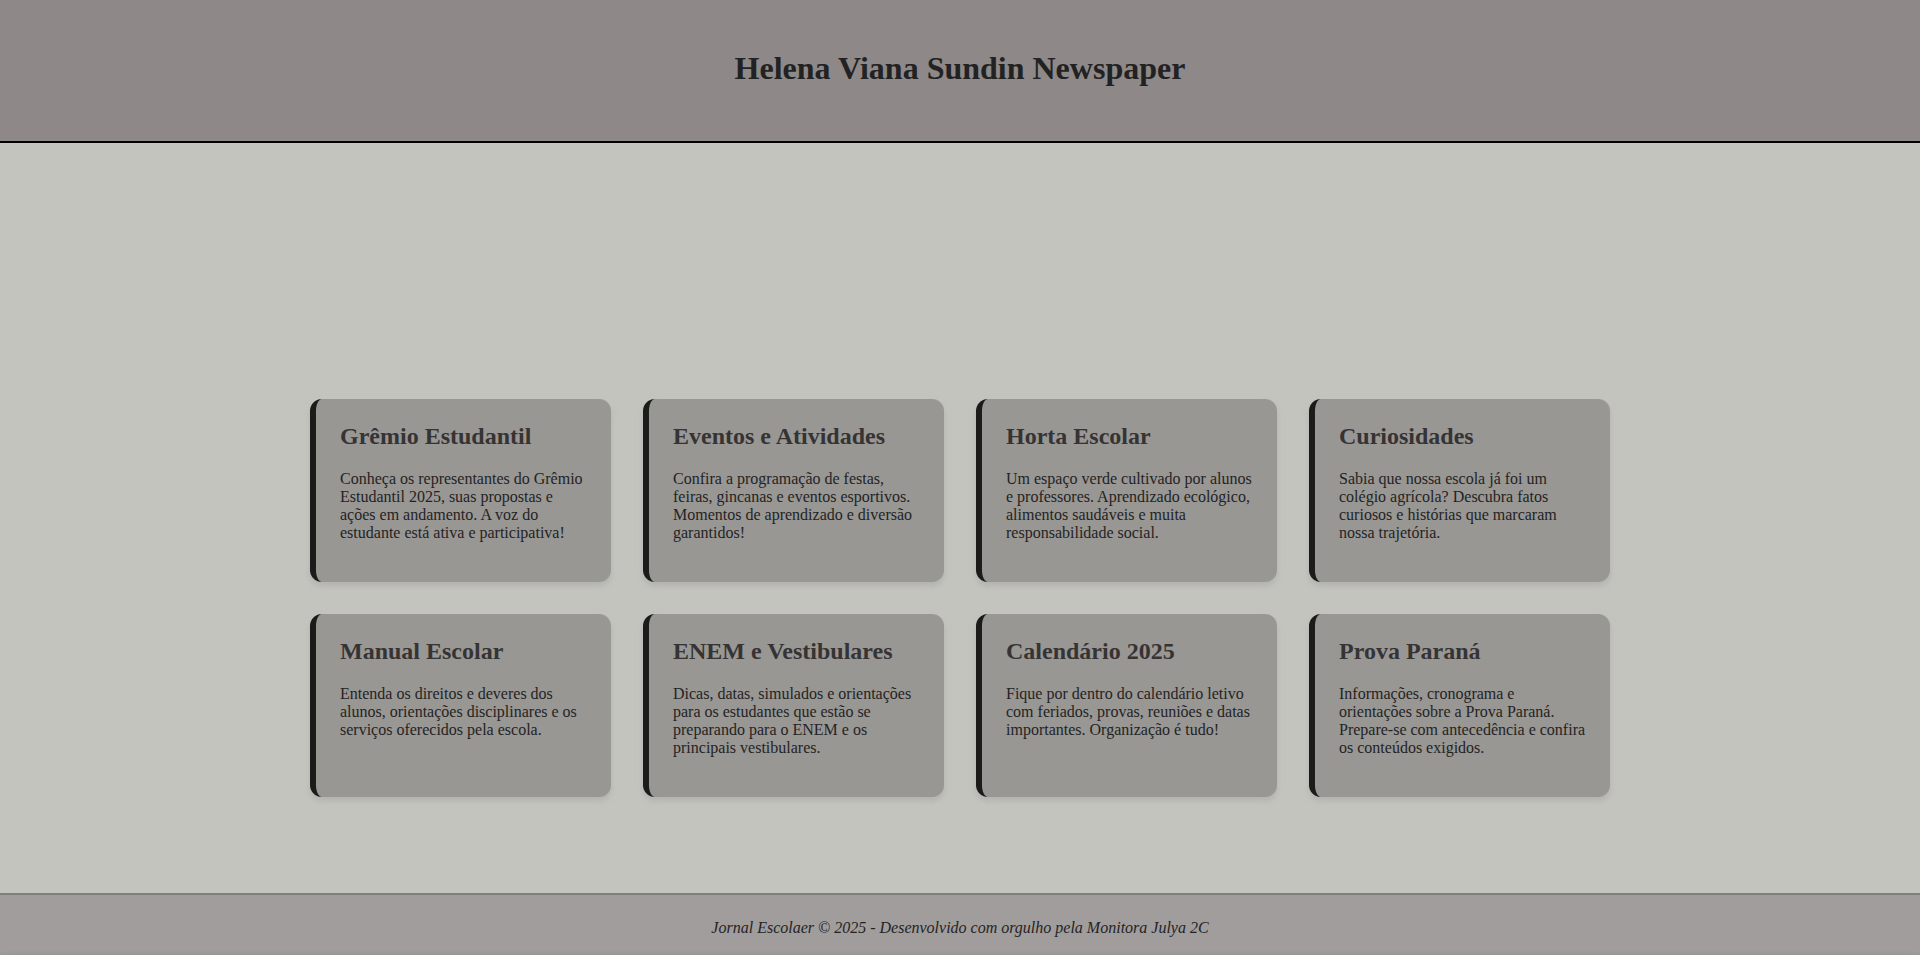 Helena Viana Sundin Newspaper
Grêmio Estudantil
Conheça os representantes do Grêmio
Estudantil 2025, suas propostas e
ações em andamento. A voz do
estudante está ativa e participativa!
Eventos e Atividades
Confira a programação de festas,
feiras, gincanas e eventos esportivos.
Momentos de aprendizado e diversão
garantidos!
Horta Escolar
Um espaço verde cultivado por alunos
e professores. Aprendizado ecológico,
alimentos saudáveis e muita
responsabilidade social.
Curiosidades
Sabia que nossa escola já foi um
colégio agrícola? Descubra fatos
curiosos e histórias que marcaram
nossa trajetória.
Manual Escolar
Entenda os direitos e deveres dos
alunos, orientações disciplinares e os
serviços oferecidos pela escola.
ENEM e Vestibulares
Dicas, datas, simulados e orientações
para os estudantes que estão se
preparando para o ENEM e os
principais vestibulares.
Calendário 2025
Fique por dentro do calendário letivo
com feriados, provas, reuniões e datas
importantes. Organização é tudo!
Prova Paraná
Informações, cronograma e
orientações sobre a Prova Paraná.
Prepare-se com antecedência e confira
os conteúdos exigidos.
Jornal Escolaer © 2025 - Desenvolvido com orgulho pela Monitora Julya 2C